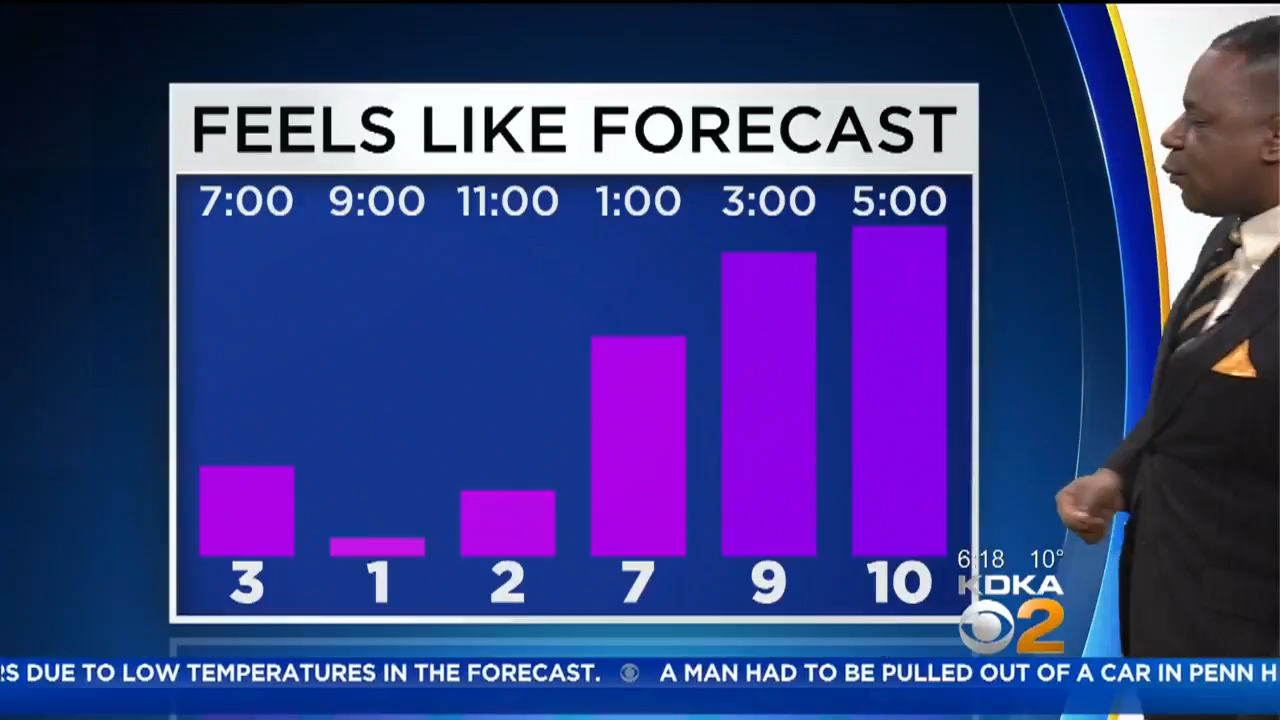 FEELS LIKE FORECAST
7:00 9:00 11:00 1:00 3:00 5:00
3 1 2 7 9 10
6:18 10°
KDKA
2
S DUE TO LOW TEMPERATURES IN THE FORECAST. A MAN HAD TO BE PULLED OUT OF A CAR IN PENN H